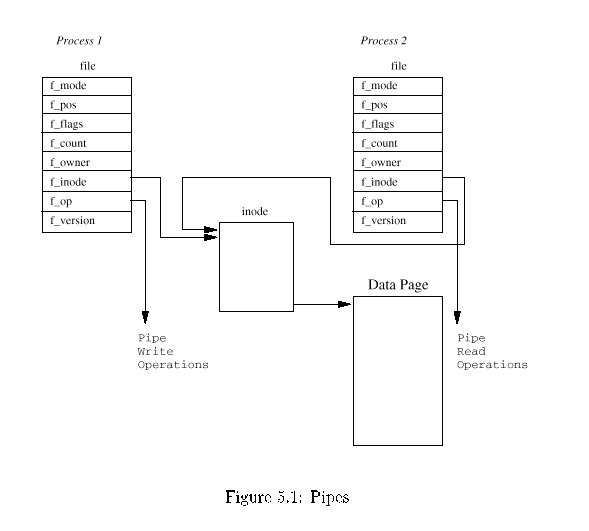 Process 1
file
f_mode
f_pos
f_flags
f_count
f_owner
f_inode
f_op
f_version
Process 2
file
f_mode
f_pos
f_flags
f_count
f_owner
f_inode
f_op
f_version
inode
Data Page
Pipe
Write
Operations
Pipe
Read
Operations
Figure 5.1: Pipes